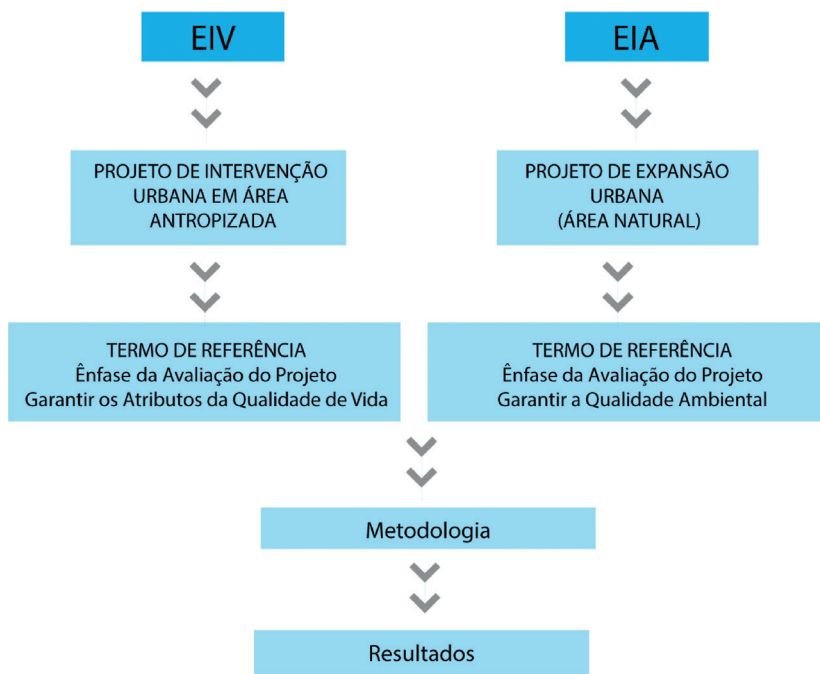 EIV
EIA
PROJETO DE INTERVENÇÃO
URBANA EM ÁREA
ANTROPIZADA
PROJETO DE EXPANSÃO
URBANA
(ÁREA NATURAL)
TERMO DE REFERÊNCIA
Ênfase da Avaliação do Projeto
Garantir os Atributos da Qualidade de Vida
TERMO DE REFERÊNCIA
Ênfase da Avaliação do Projeto
Garantir a Qualidade Ambiental
Metodologia
Resultados